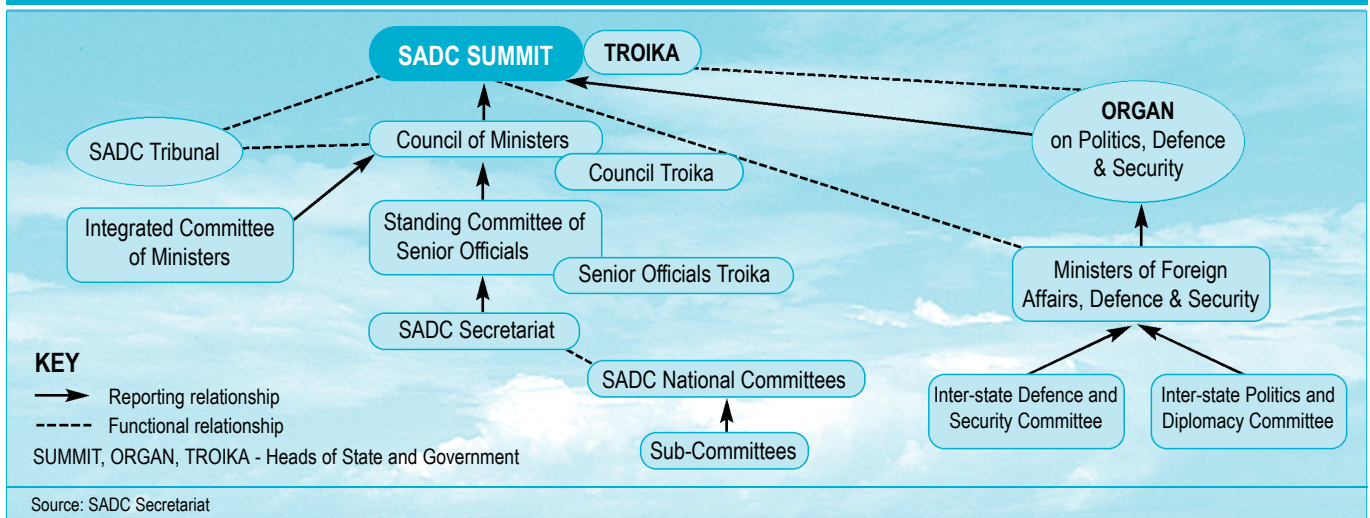 SADC SUMMIT
TROIKA
ORGAN
on Politics, Defence
& Security
SADC Tribunal
Council of Ministers
Council Troika
Integrated Committee
of Ministers
Standing Committee of
Senior Officials
Senior Officials Troika
Ministers of Foreign
Affairs, Defence & Security
SADC Secretariat
SADC National Committees
Sub-Committees
Inter-state Defence and
Security Committee
Inter-state Politics and
Diplomacy Committee
KEY
Reporting relationship
Functional relationship
SUMMIT, ORGAN, TROIKA - Heads of State and Government
Source: SADC Secretariat